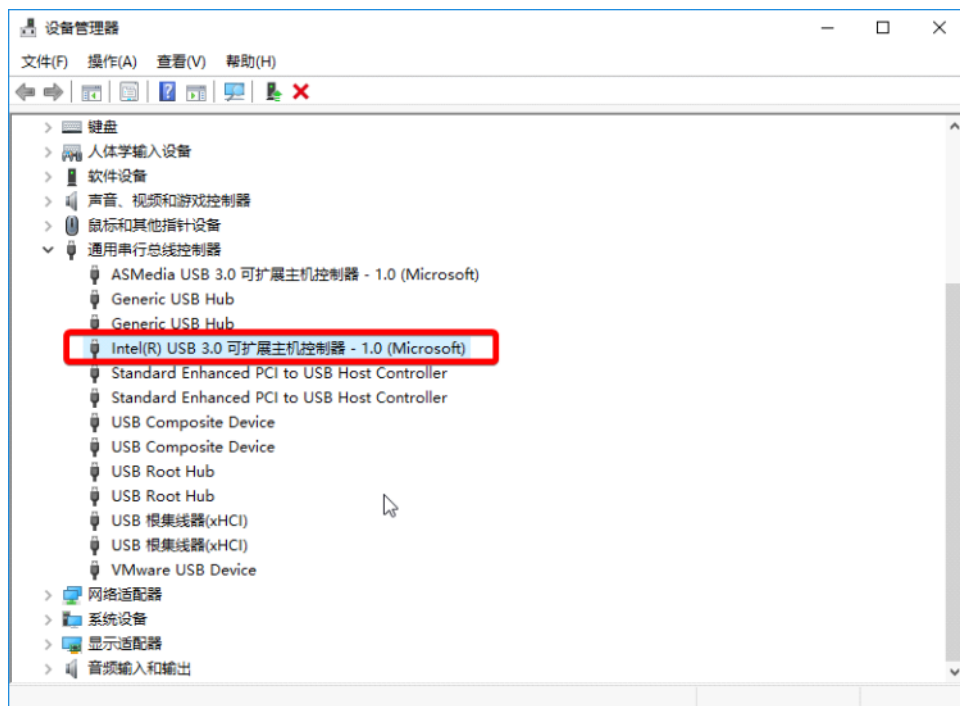 设备管理器
文件(F) 操作(A) 查看(V) 帮助(H)
键盘
人体学输入设备
软件设备
声音、视频和游戏控制器
鼠标和其他指针设备
通用串行总线控制器
ASMedia USB 3.0 可扩展主机控制器 - 1.0 (Microsoft)
Generic USB Hub
Generic USB Hub
Intel(R) USB 3.0 可扩展主机控制器 - 1.0 (Microsoft)
Standard Enhanced PCI to USB Host Controller
Standard Enhanced PCI to USB Host Controller
USB Composite Device
USB Composite Device
USB Root Hub
USB Root Hub
USB 根集线器(xHCI)
USB 根集线器(xHCI)
VMware USB Device
网络适配器
系统设备
显示适配器
音频输入和输出